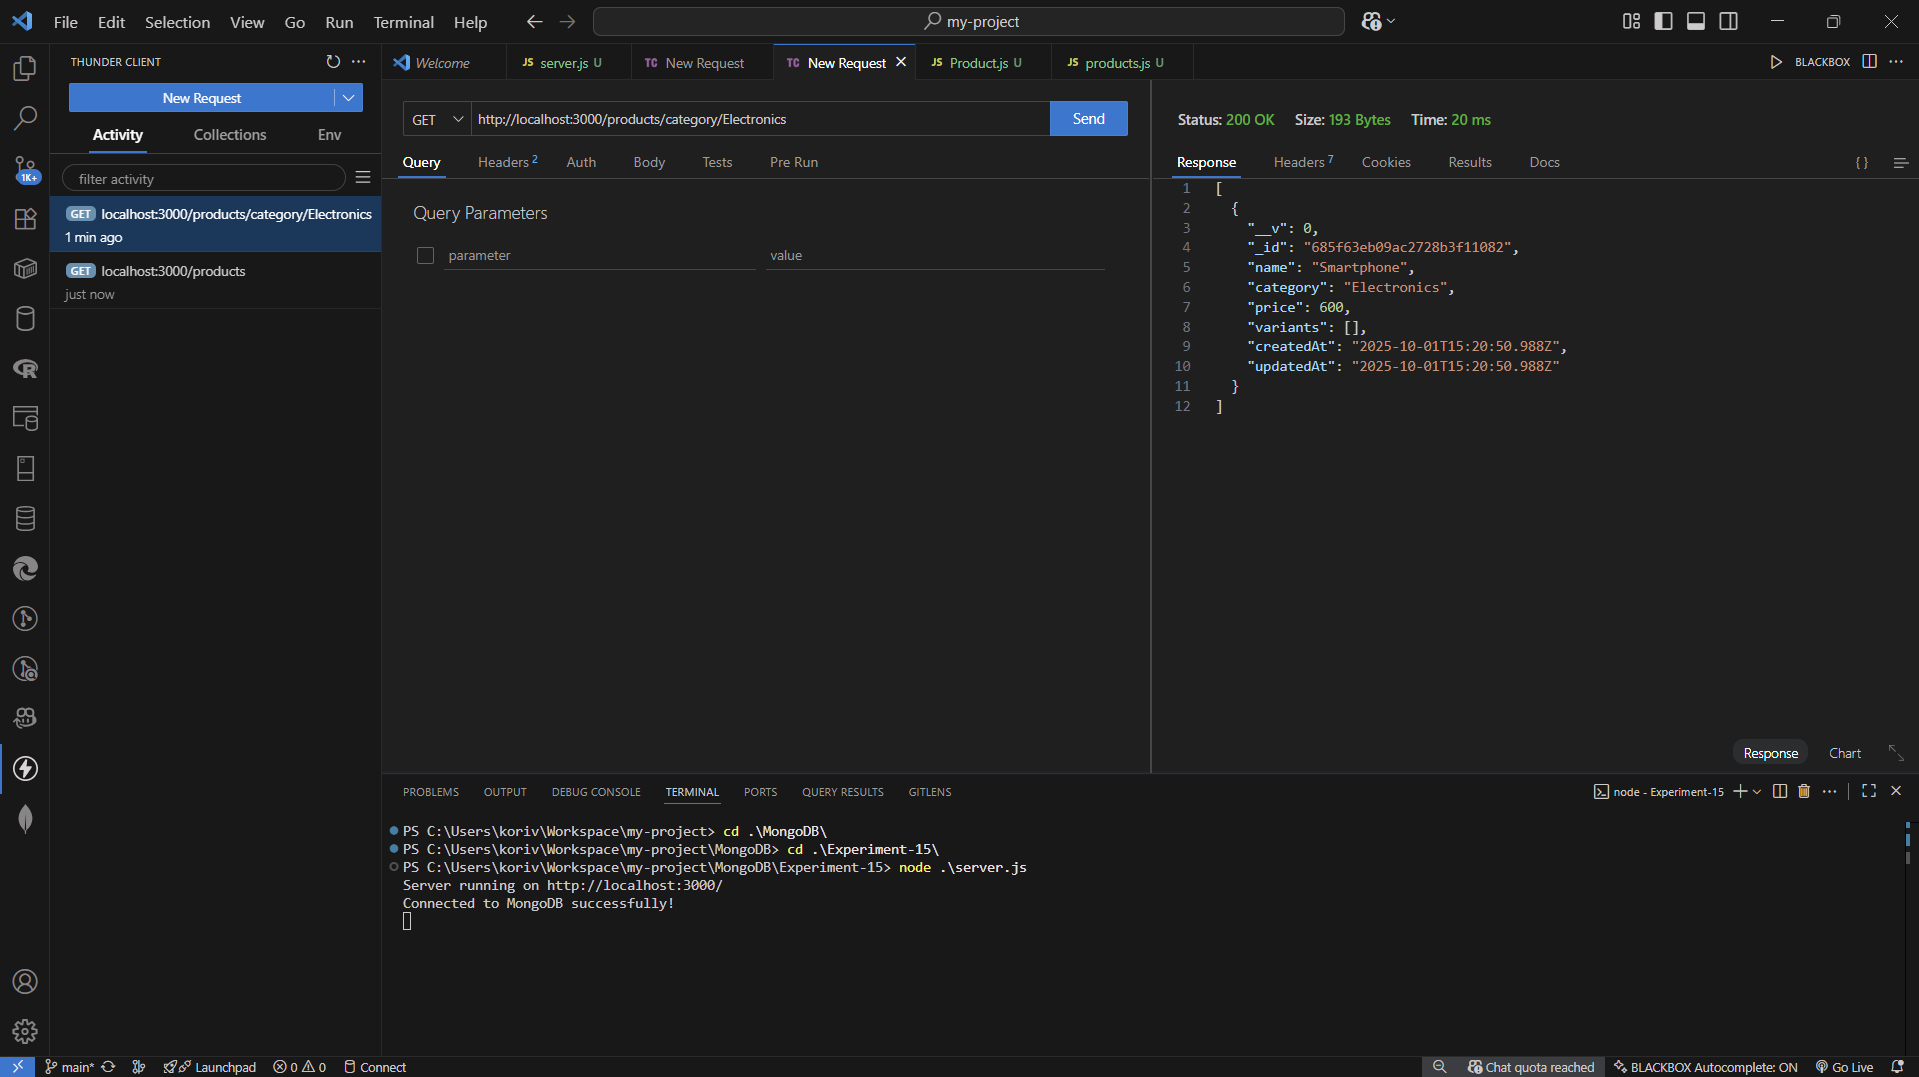 File Edit Selection View Go Run Terminal Help
my-project
THUNDER CLIENT
New Request
Activity Collections Env
filter activity
GET localhost:3000/products/category/Electronics
1 min ago
GET localhost:3000/products
just now
1K+
Welcome
JS server.js U
TC New Request
TC New Request
JS Product.js U
JS products.js U
BLACKBOX
GET http://localhost:3000/products/category/Electronics Send
Query Headers 2 Auth Body Tests Pre Run
Query Parameters
parameter value
Status: 200 OK Size: 193 Bytes Time: 20 ms
Response Headers 7 Cookies Results Docs { }
1 [
2 {
3 "__v": 0,
4 "_id": "685f63eb09ac2728b3f11082",
5 "name": "Smartphone",
6 "category": "Electronics",
7 "price": 600,
8 "variants": [],
9 "createdAt": "2025-10-01T15:20:50.988Z",
10 "updatedAt": "2025-10-01T15:20:50.988Z"
11 }
12 ]
Response Chart
PROBLEMS OUTPUT DEBUG CONSOLE TERMINAL PORTS QUERY RESULTS GITLENS
node - Experiment-15
PS C:\Users\koriv\Workspace\my-project> cd .\MongoDB\
PS C:\Users\koriv\Workspace\my-project\MongoDB> cd .\Experiment-15\
PS C:\Users\koriv\Workspace\my-project\MongoDB\Experiment-15> node .\server.js
Server running on http://localhost:3000/
Connected to MongoDB successfully!
main* Launchpad 0 0 Connect
Chat quota reached BLACKBOX Autocomplete: ON Go Live